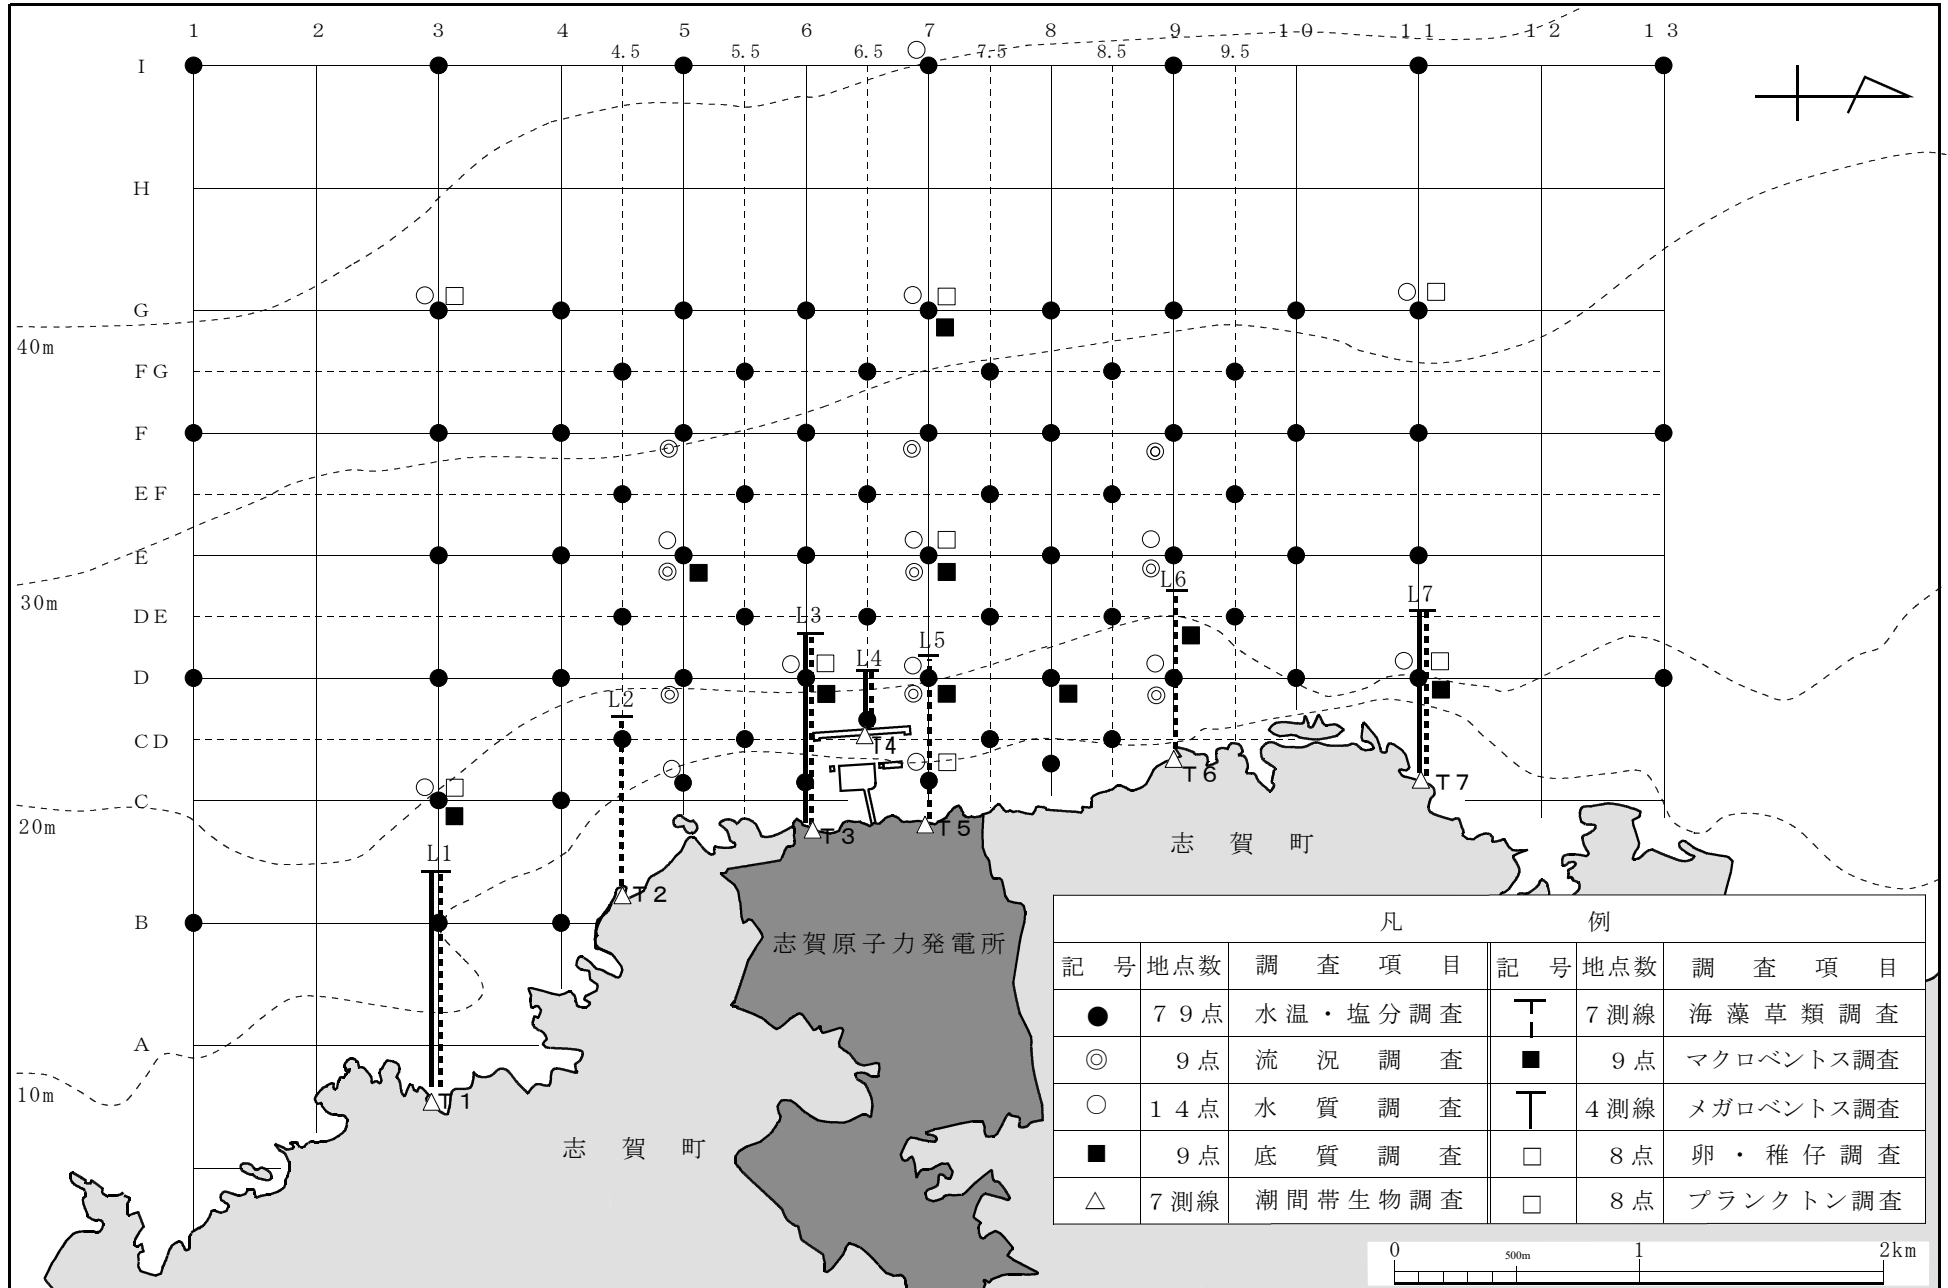 1 2 3 4 5 6 7 8 9 10 11 12 13
4.5 5.5 6.5 7.5 8.5 9.5
I
H
G
40m
FG
F
EF
E
L6
30m
L7
DE
L3
L5
L4
D
L2
CD
T4
T6
T7
C
20m
T5
T3
志賀町
L1
T2
B
志賀原子力発電所
A
10m
T1
志賀町
凡例
記号 地点数 調査項目 記号 地点数 調査項目
● 79点 水温・塩分調査 7測線 海藻草類調査
◎ 9点 流況調査 ■ 9点 マクロベントス調査
○ 14点 水質調査 4測線 メガロベントス調査
■ 9点 底質調査 □ 8点 卵・稚仔調査
△ 7測線 潮間帯生物調査 □ 8点 プランクトン調査
0 500m 1 2km